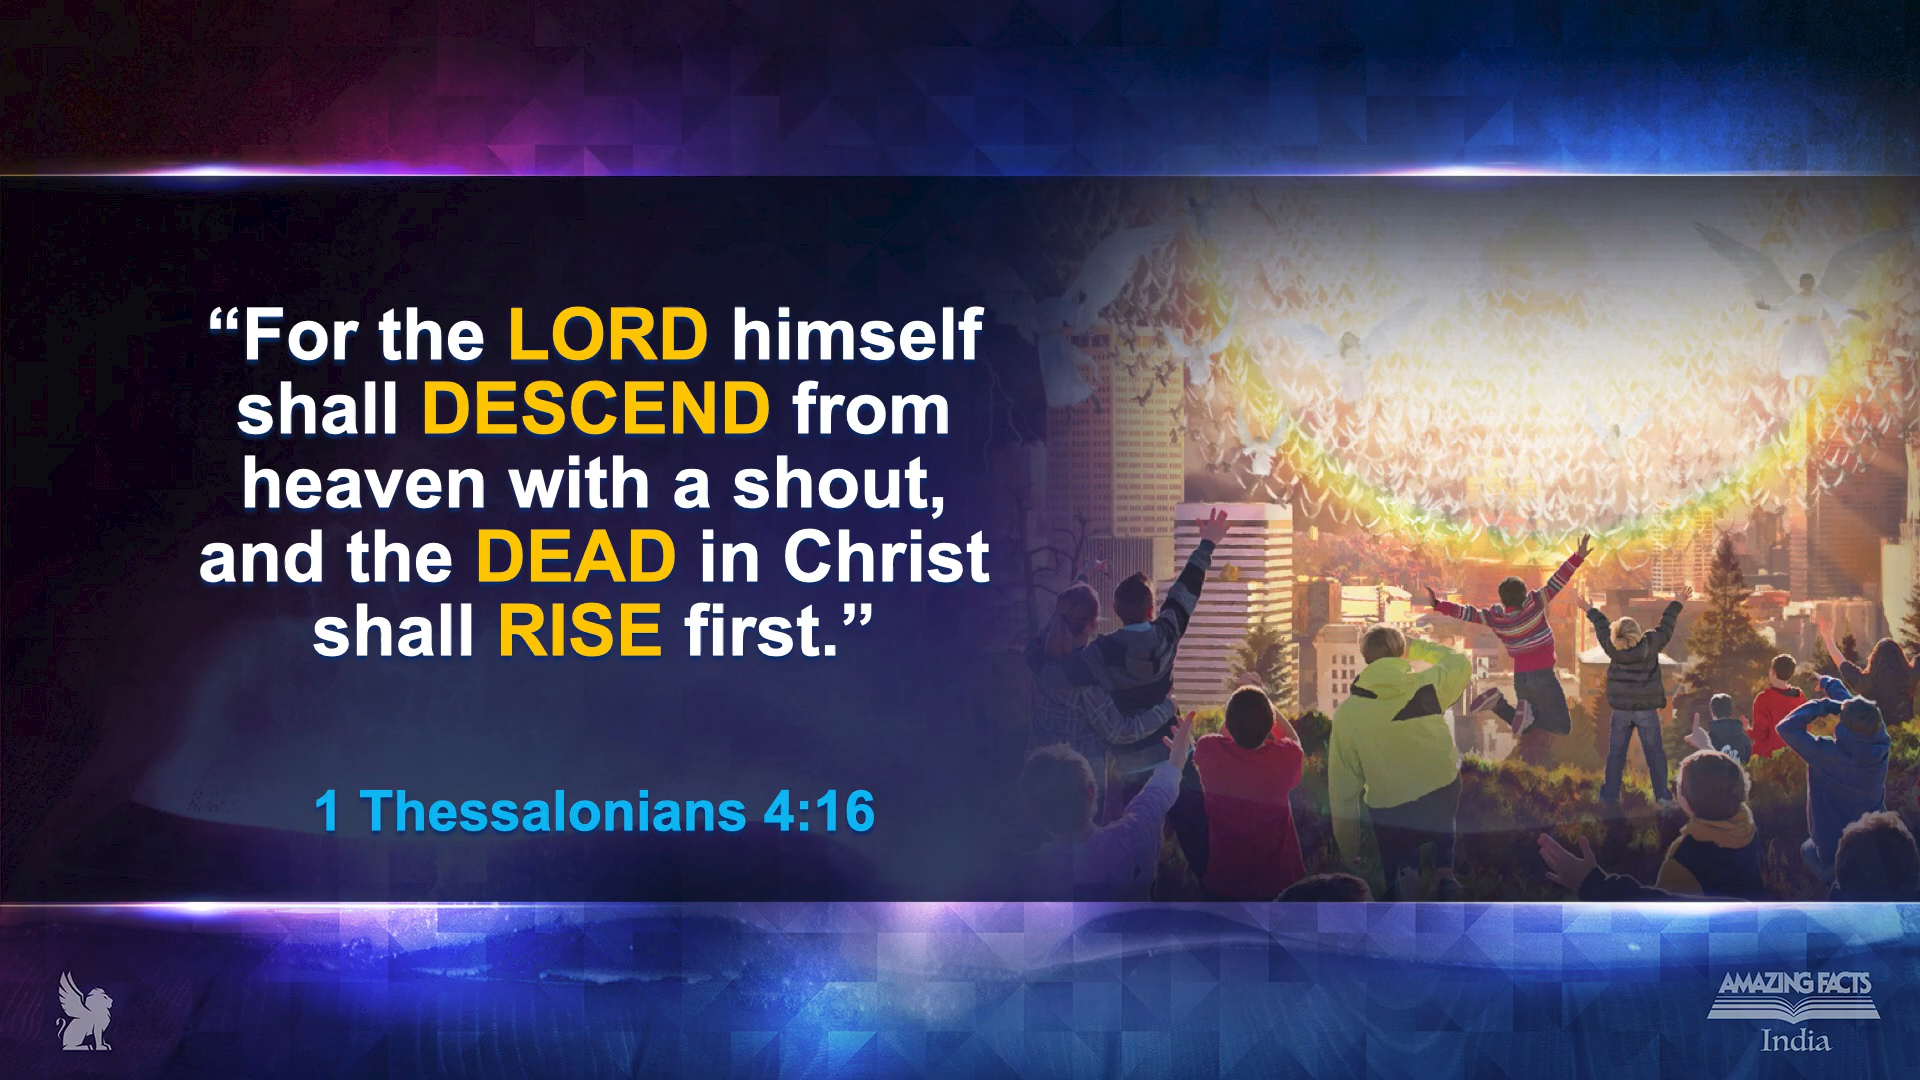 “For the LORD himself
shall DESCEND from
heaven with a shout,
and the DEAD in Christ
shall RISE first.”
1 Thessalonians 4:16
AMAZING FACTS
India